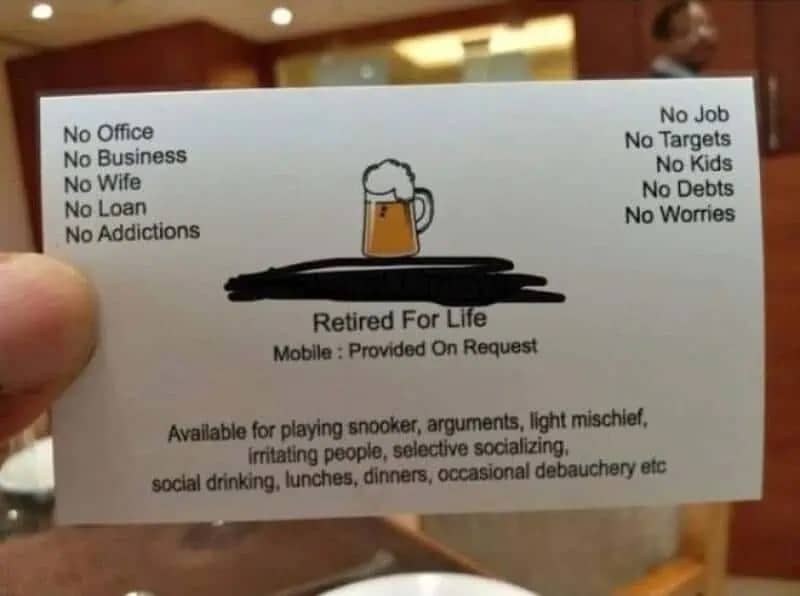 No Office
No Business
No Wife
No Loan
No Addictions
No Job
No Targets
No Kids
No Debts
No Worries
Retired For Life
Mobile : Provided On Request
Available for playing snooker, arguments, light mischief,
irritating people, selective socializing,
social drinking, lunches, dinners, occasional debauchery etc